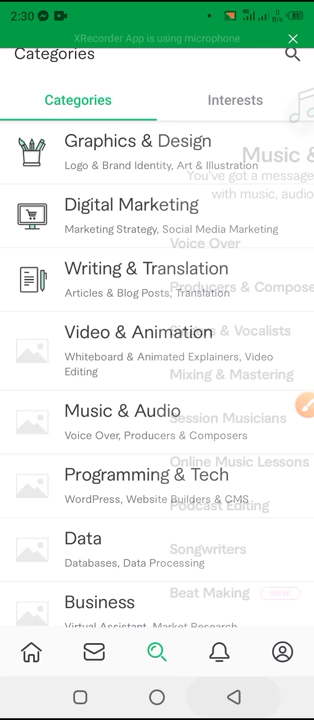 2:30
XRecorder App is using microphone
Categories
Categories
Interests
Graphics & Design
Logo & Brand Identity, Art & Illustration
Music &
You've got a message
with music, audio
Digital Marketing
Marketing Strategy, Social Media Marketing
Voice Over
Writing & Translation
Articles & Blog Posts, Translation
Producers & Compose
Video & Animation
Whiteboard & Animated Explainers, Video
Editing
Singers & Vocalists
Mixing & Mastering
Music & Audio
Voice Over, Producers & Composers
Session Musicians
Online Music Lessons
Programming & Tech
WordPress, Website Builders & CMS
Podcast Editing
Data
Databases, Data Processing
Songwriters
Beat Making
NEW
Business
Virtual Assistant, Market Research